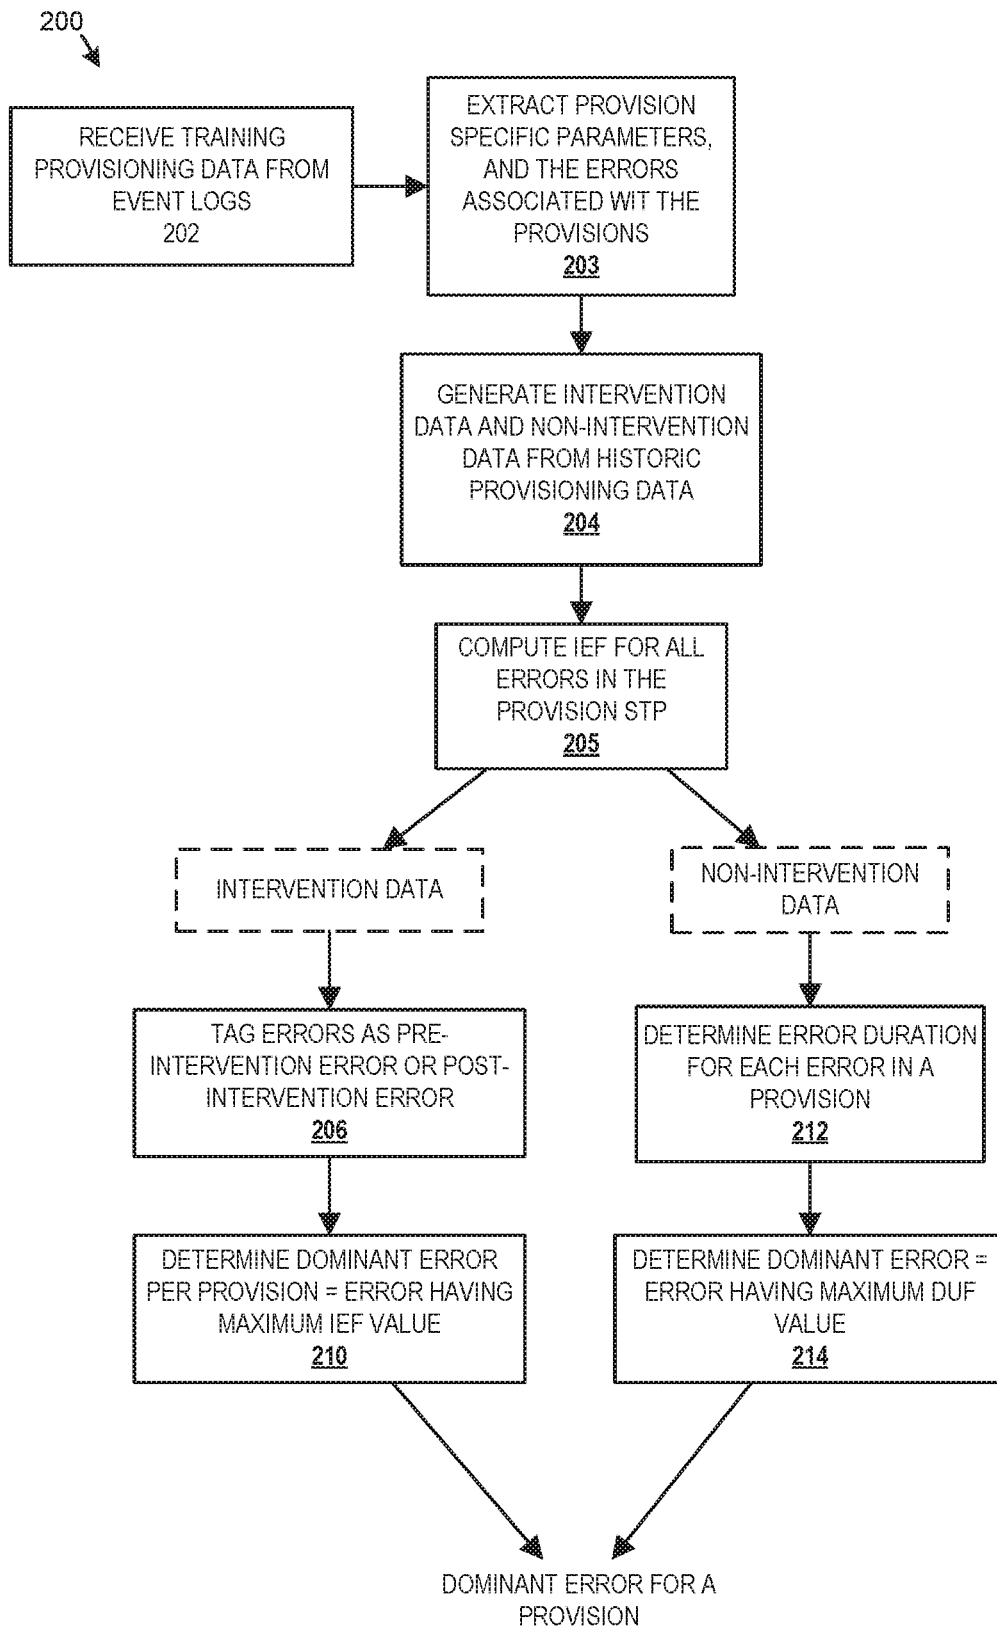 200
RECEIVE TRAINING
PROVISIONING DATA FROM
EVENT LOGS
202
EXTRACT PROVISION
SPECIFIC PARAMETERS,
AND THE ERRORS
ASSOCIATED WIT THE
PROVISIONS
203
GENERATE INTERVENTION
DATA AND NON-INTERVENTION
DATA FROM HISTORIC
PROVISIONING DATA
204
COMPUTE IEF FOR ALL
ERRORS IN THE
PROVISION STP
205
INTERVENTION DATA
NON-INTERVENTION
DATA
TAG ERRORS AS PRE-
INTERVENTION ERROR OR POST-
INTERVENTION ERROR
206
DETERMINE ERROR DURATION
FOR EACH ERROR IN A
PROVISION
212
DETERMINE DOMINANT ERROR
PER PROVISION = ERROR HAVING
MAXIMUM IEF VALUE
210
DETERMINE DOMINANT ERROR =
ERROR HAVING MAXIMUM DUF
VALUE
214
DOMINANT ERROR FOR A
PROVISION